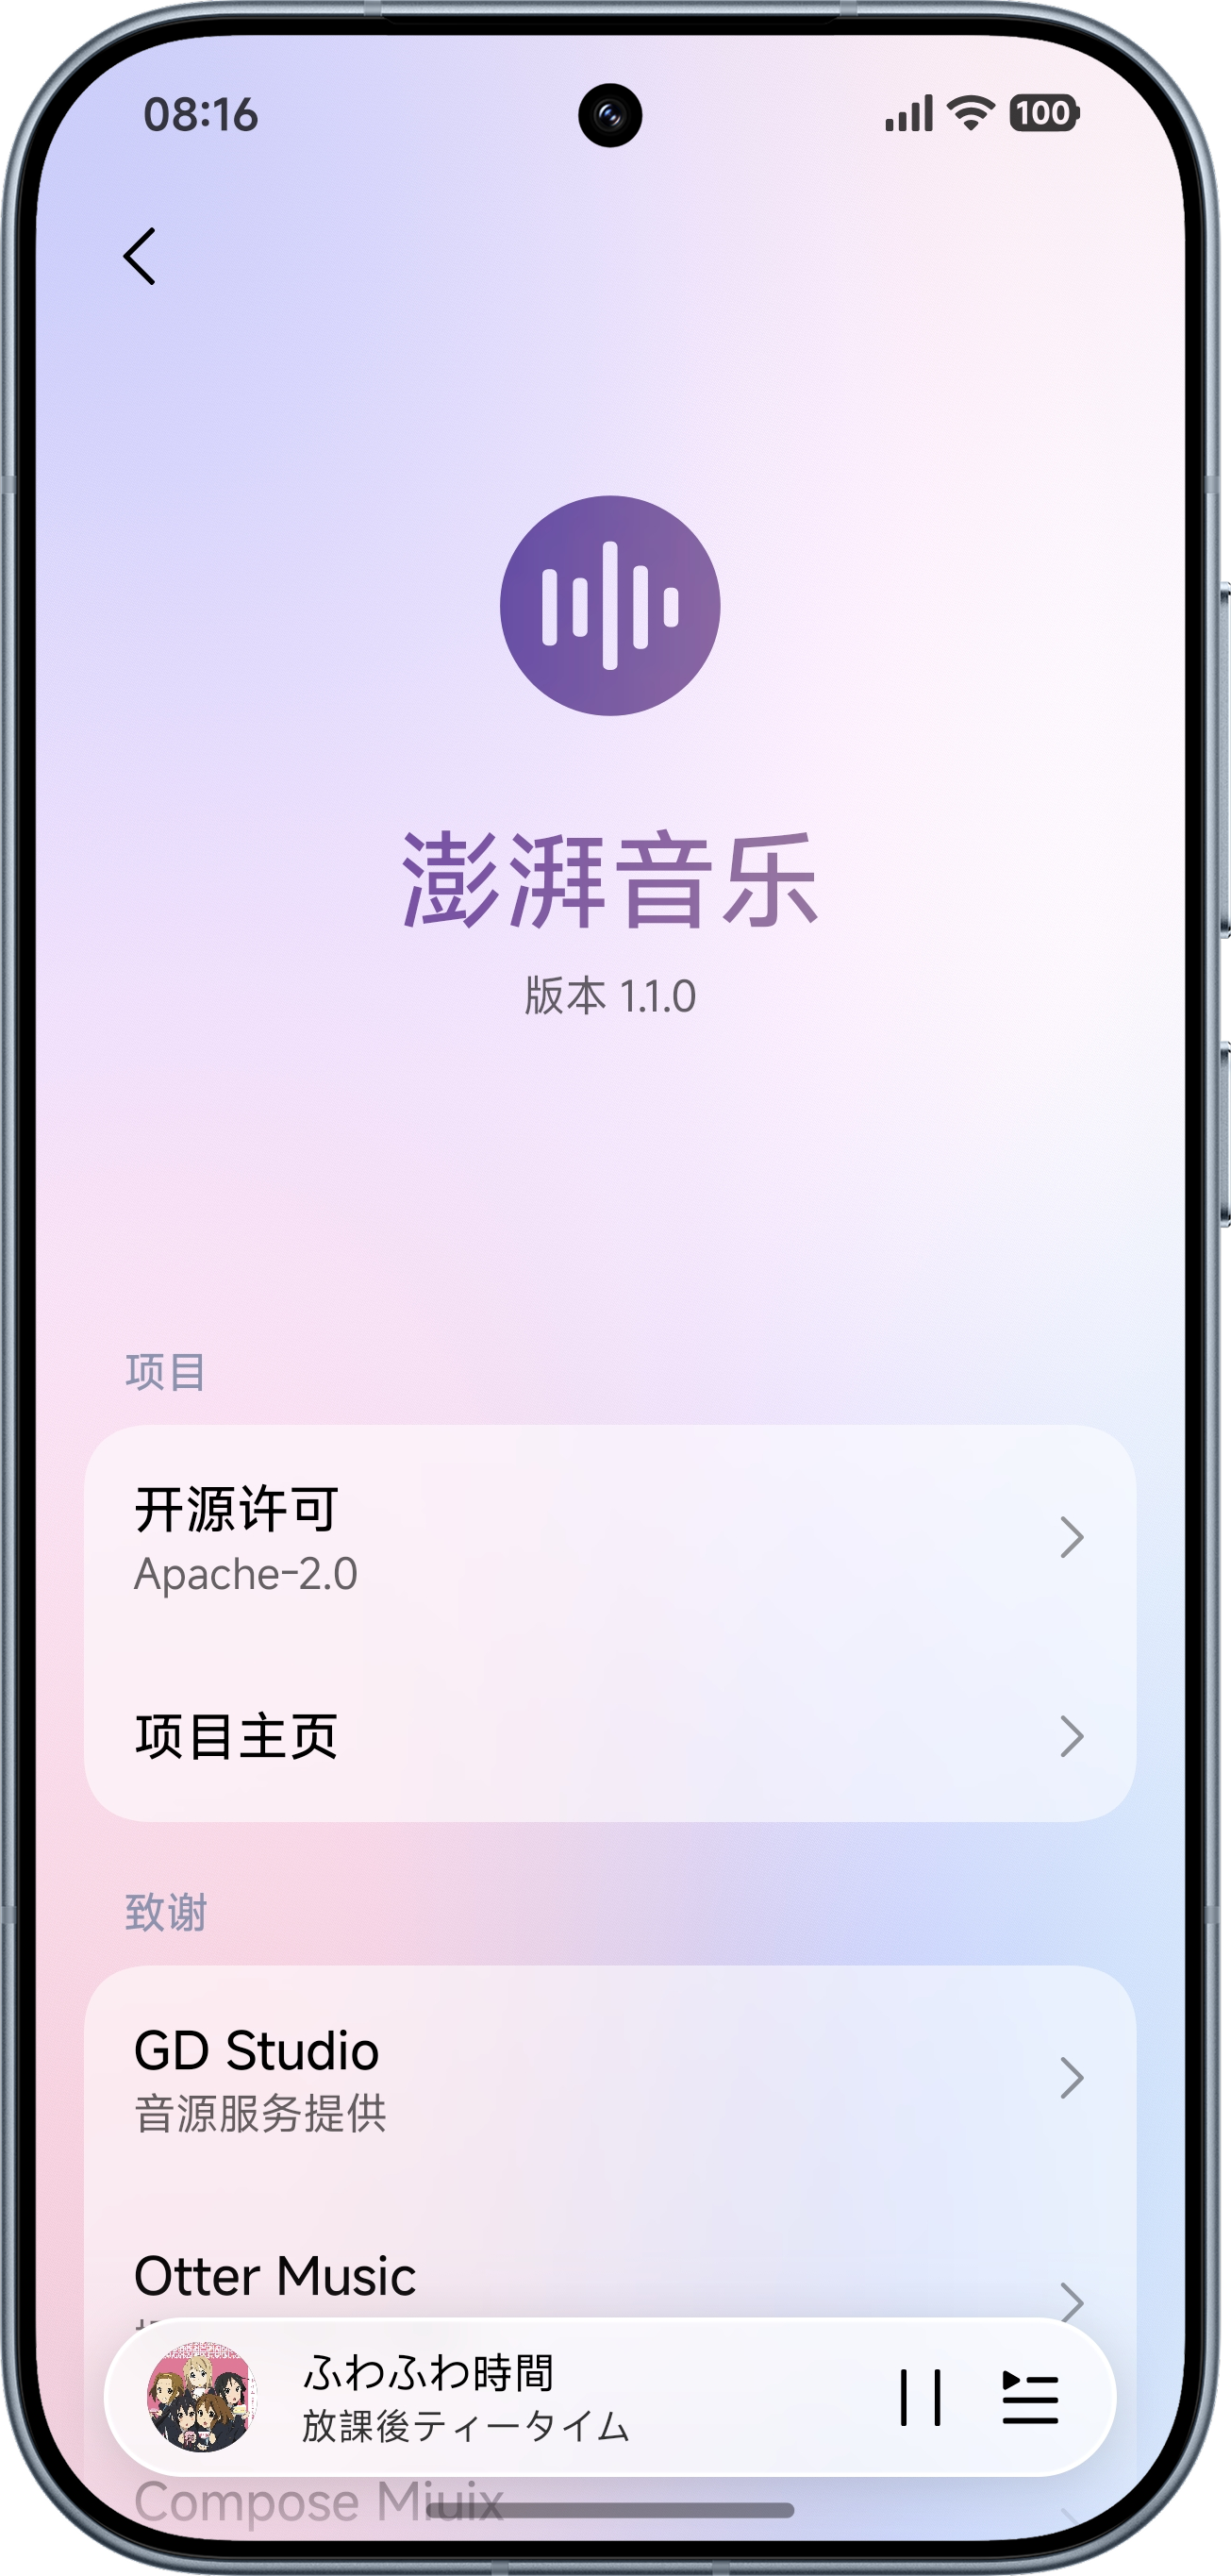 08:16
100
澎湃音乐
版本 1.1.0
项目
开源许可
Apache-2.0
项目主页
致谢
GD Studio
音源服务提供
Otter Music
ふわふわ時間
放課後ティータイム
Compose Miuix